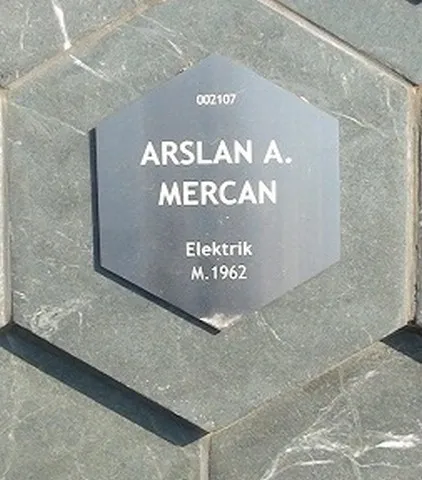 002107
ARSLAN A.
MERCAN
Elektrik
M.1962